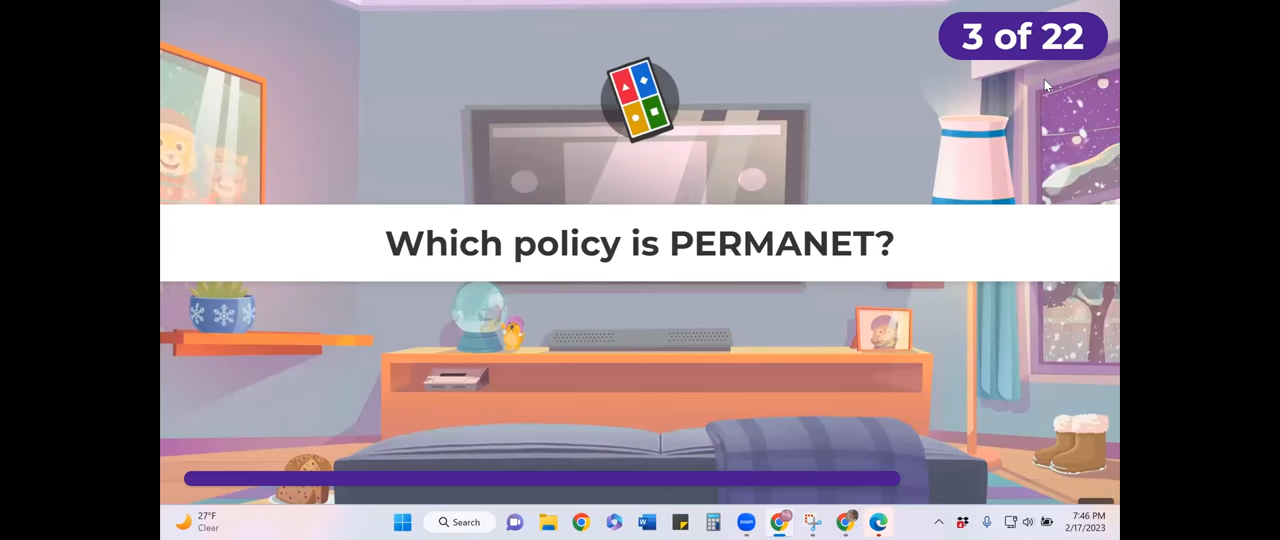 3 of 22
Which policy is PERMANET?
27°F
Clear
Search
7:46 PM
2/17/2023